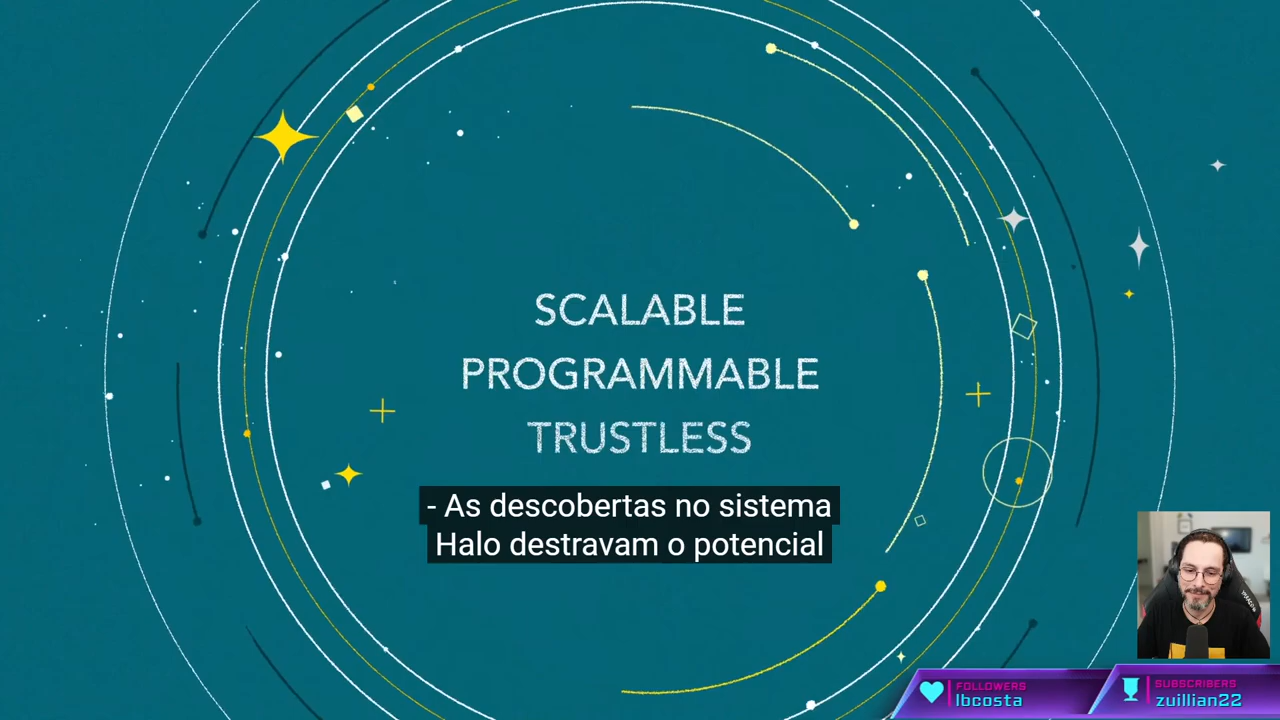 SCALABLE
PROGRAMMABLE
TRUSTLESS
- As descobertas no sistema
Halo destravam o potencial
FOLLOWERS
lbcosta
SUBSCRIBERS
zuillian22